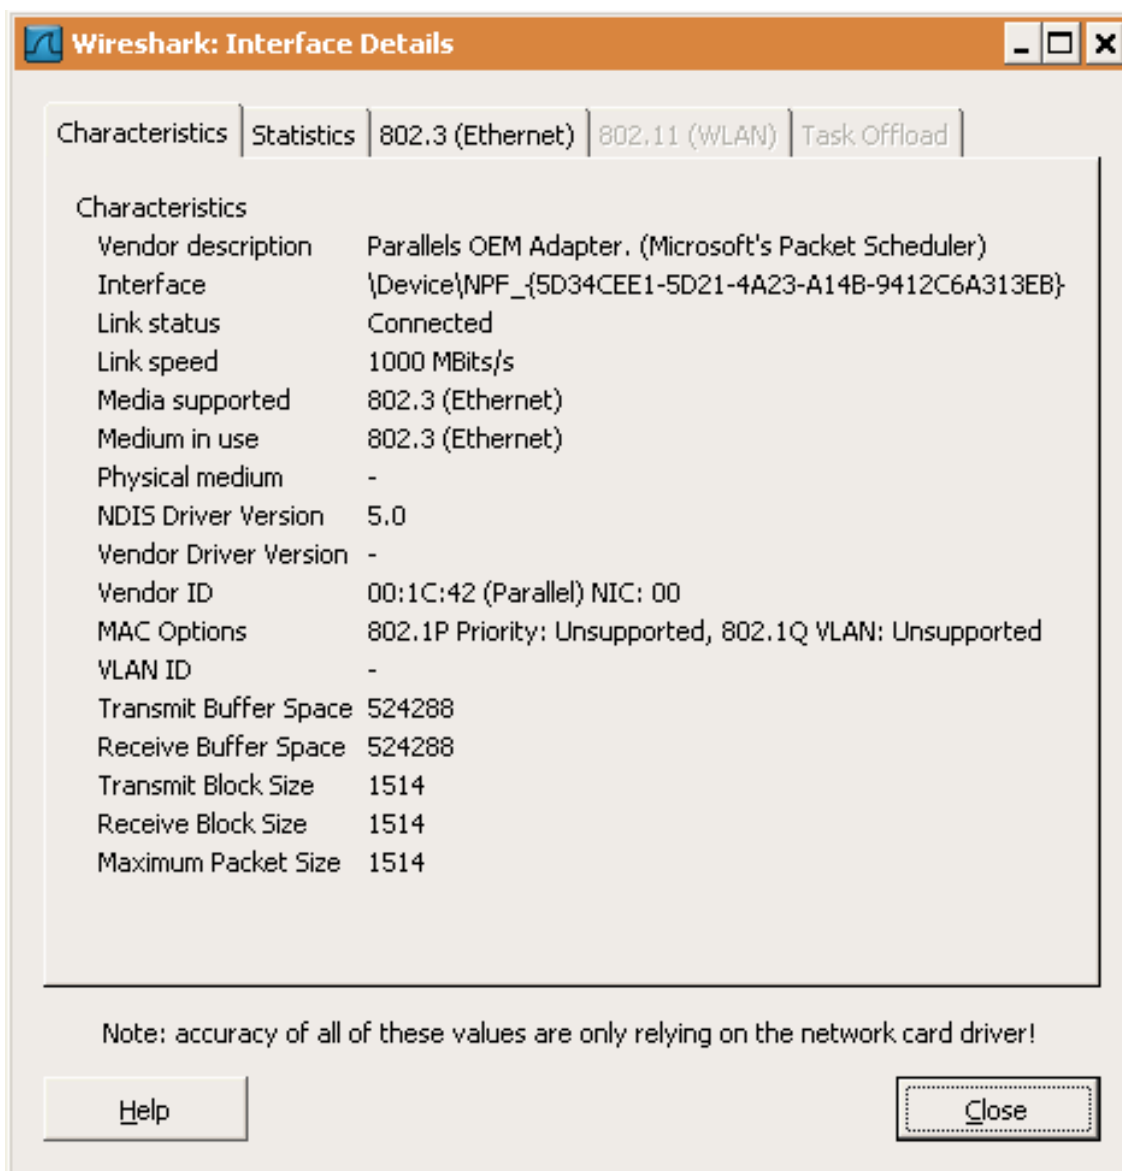 Wireshark: Interface Details
Characteristics Statistics 802.3 (Ethernet) 802.11 (WLAN) Task Offload
Characteristics
Vendor description Parallels OEM Adapter. (Microsoft's Packet Scheduler)
Interface \Device\NPF_{5D34CEE1-5D21-4A23-A14B-9412C6A313EB}
Link status Connected
Link speed 1000 MBits/s
Media supported 802.3 (Ethernet)
Medium in use 802.3 (Ethernet)
Physical medium -
NDIS Driver Version 5.0
Vendor Driver Version -
Vendor ID 00:1C:42 (Parallel) NIC: 00
MAC Options 802.1P Priority: Unsupported, 802.1Q VLAN: Unsupported
VLAN ID -
Transmit Buffer Space 524288
Receive Buffer Space 524288
Transmit Block Size 1514
Receive Block Size 1514
Maximum Packet Size 1514
Note: accuracy of all of these values are only relying on the network card driver!
Help Close